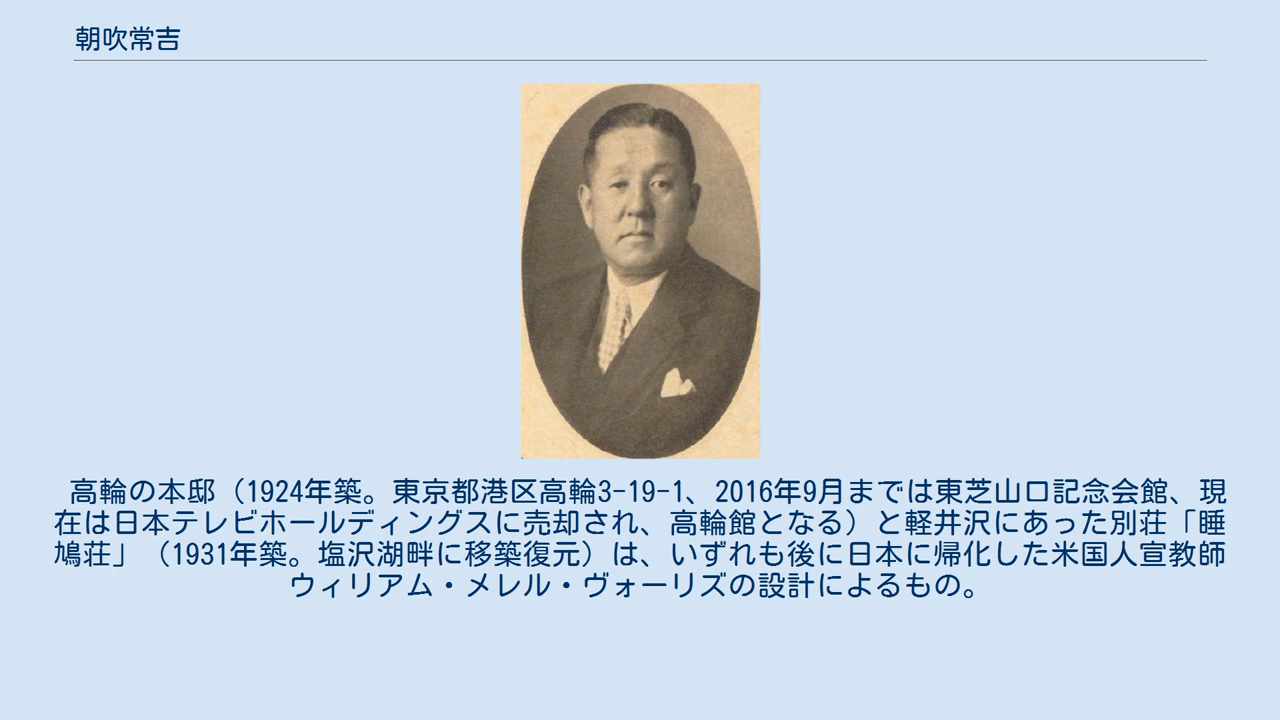 朝吹常吉
高輪の本邸（1924年築。東京都港区高輪3-19-1、2016年9月までは東芝山口記念会館、現
在は日本テレビホールディングスに売却され、高輪館となる）と軽井沢にあった別荘「睡
鳩荘」（1931年築。塩沢湖畔に移築復元）は、いずれも後に日本に帰化した米国人宣教師
ウィリアム・メレル・ヴォーリズの設計によるもの。